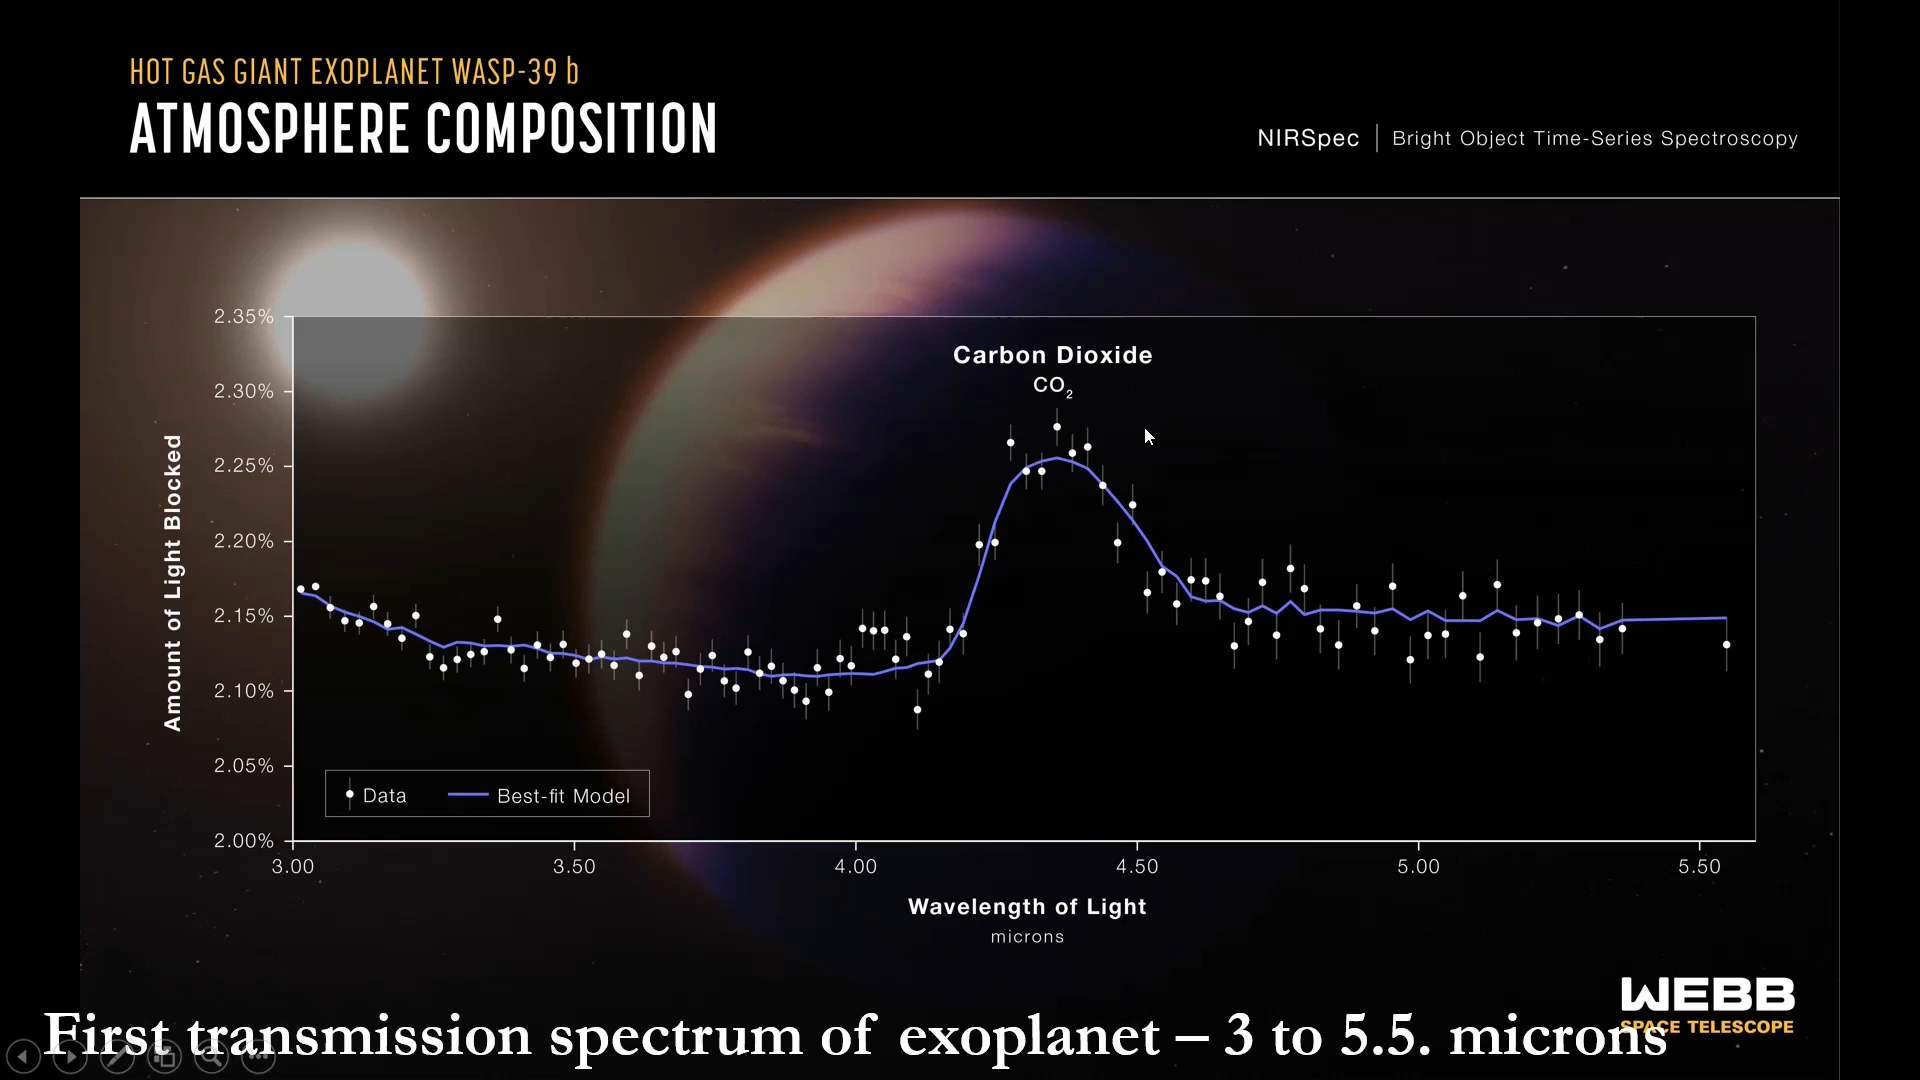 HOT GAS GIANT EXOPLANET WASP-39 b
ATMOSPHERE COMPOSITION
NIRSpec | Bright Object Time-Series Spectroscopy
2.35%
2.30%
2.25%
2.20%
2.15%
2.10%
2.05%
2.00%
Amount of Light Blocked
Carbon Dioxide
CO₂
Data
Best-fit Model
3.00 3.50 4.00 4.50 5.00 5.50
Wavelength of Light
microns
WEBB
SPACE TELESCOPE
First transmission spectrum of exoplanet – 3 to 5.5. microns